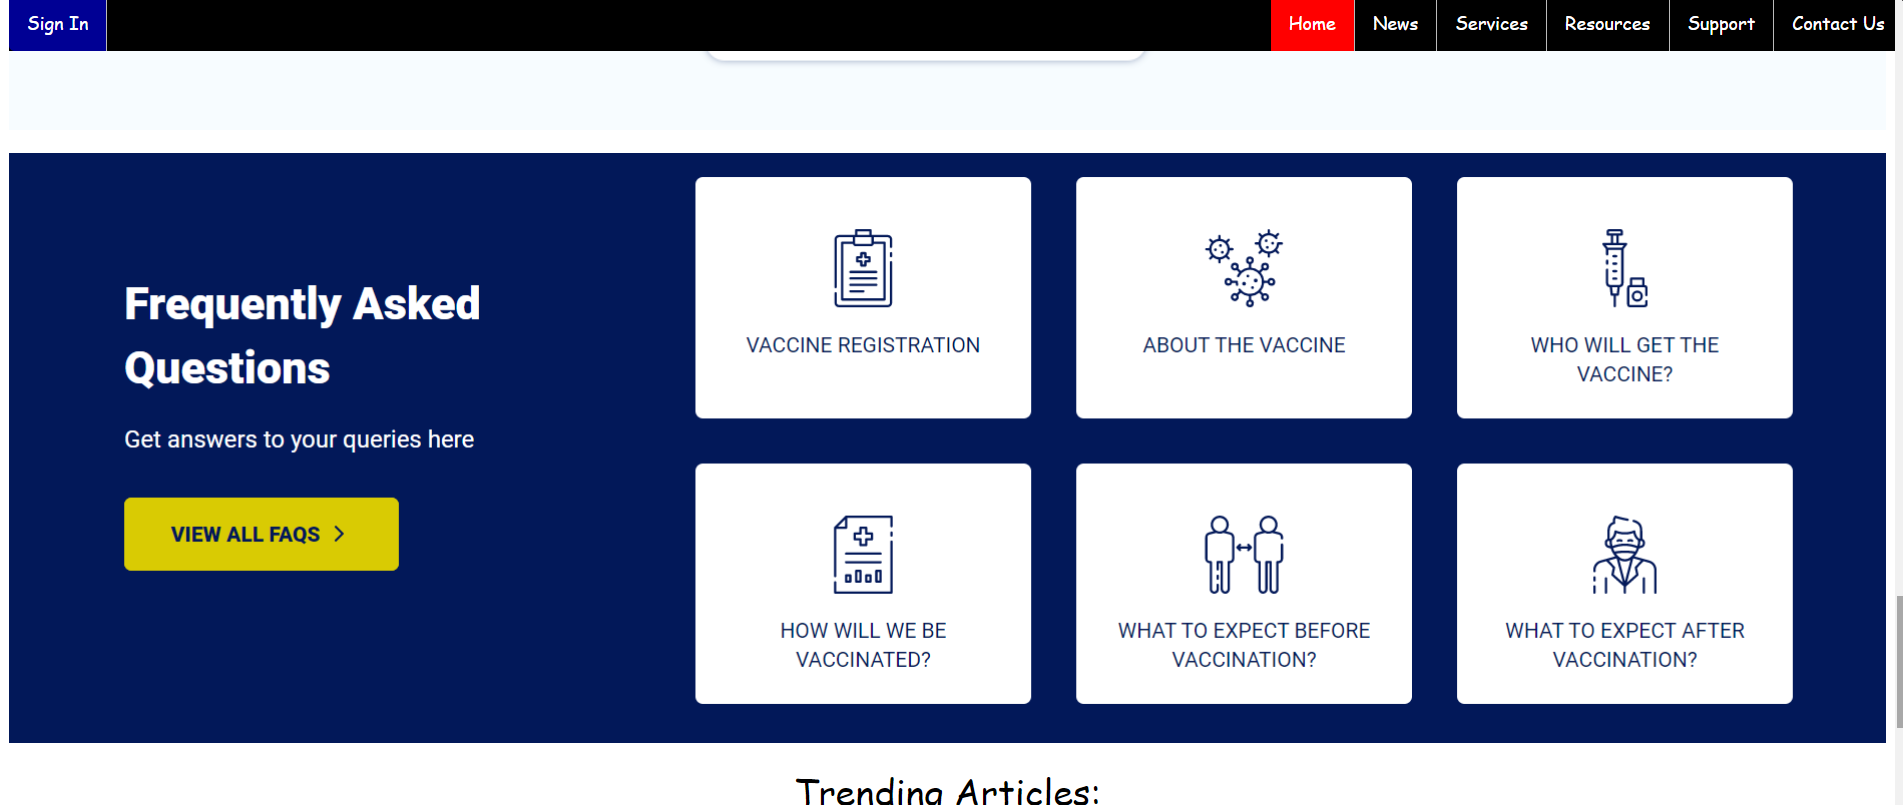 Sign In
Home
News
Services
Resources
Support
Contact Us
Frequently Asked
Questions
Get answers to your queries here
VIEW ALL FAQS
VACCINE REGISTRATION
ABOUT THE VACCINE
WHO WILL GET THE
VACCINE?
HOW WILL WE BE
VACCINATED?
WHAT TO EXPECT BEFORE
VACCINATION?
WHAT TO EXPECT AFTER
VACCINATION?
Trending Articles: